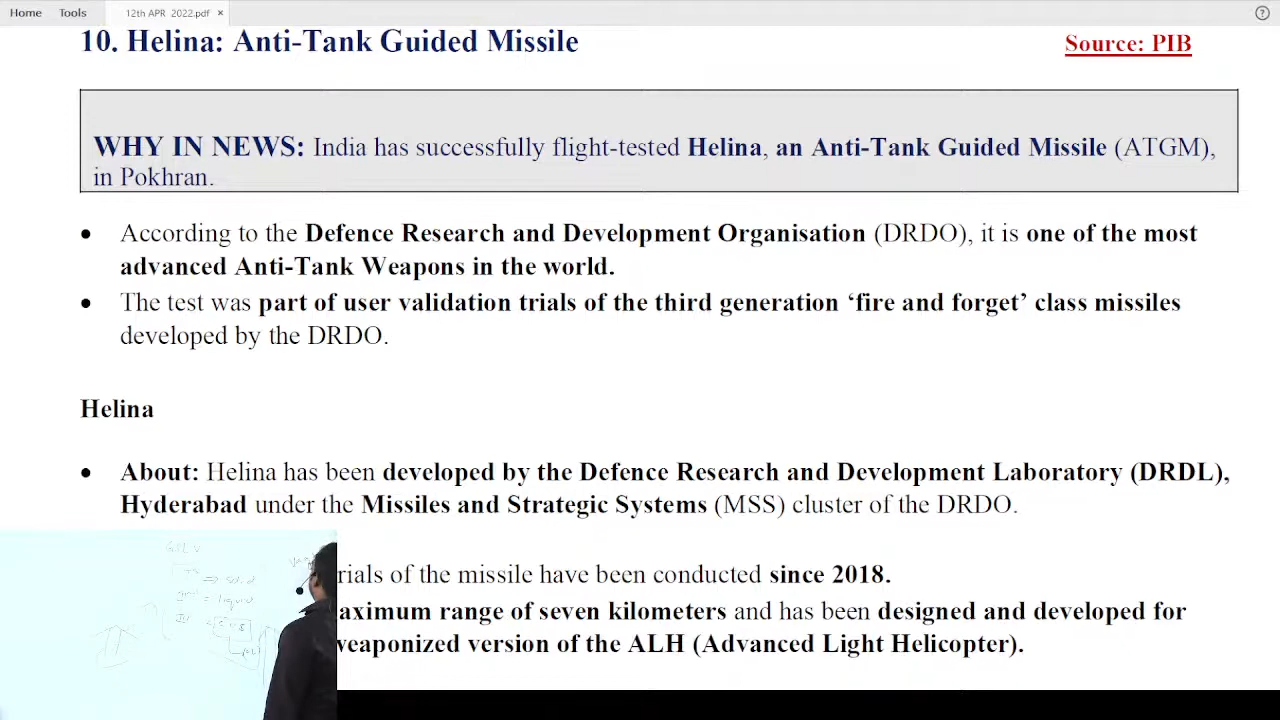 Home Tools 12th APR 2022.pdf ×
10. Helina: Anti-Tank Guided Missile Source: PIB
WHY IN NEWS: India has successfully flight-tested Helina, an Anti-Tank Guided Missile (ATGM),
in Pokhran.
• According to the Defence Research and Development Organisation (DRDO), it is one of the most
advanced Anti-Tank Weapons in the world.
• The test was part of user validation trials of the third generation ‘fire and forget’ class missiles
developed by the DRDO.
Helina
• About: Helina has been developed by the Defence Research and Development Laboratory (DRDL),
Hyderabad under the Missiles and Strategic Systems (MSS) cluster of the DRDO.
of the missile have been conducted since 2018.
range of seven kilometers and has been designed and developed for
version of the ALH (Advanced Light Helicopter).
solid
liquid